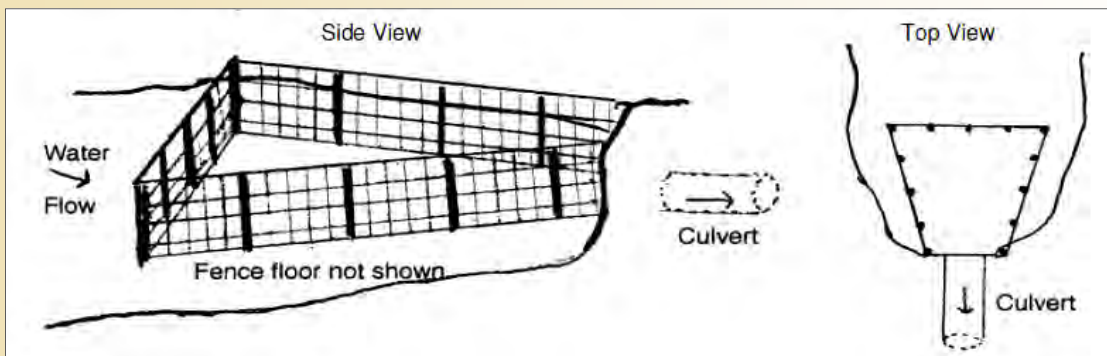 Side View
Top View
Water
Flow
Culvert
Fence floor not shown
Culvert